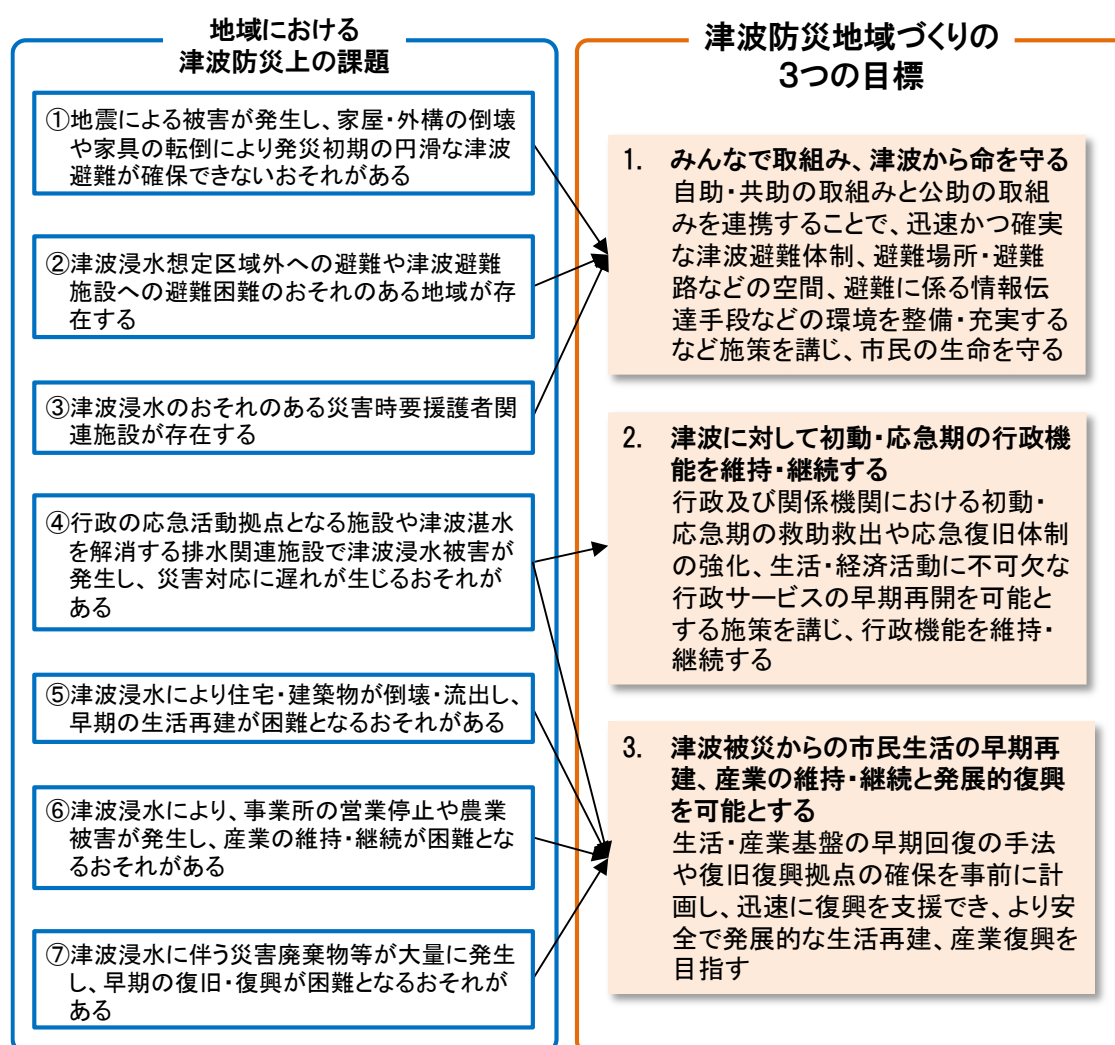 地域における
津波防災上の課題
①地震による被害が発生し、家屋・外構の倒壊
や家具の転倒により発災初期の円滑な津波
避難が確保できないおそれがある
②津波浸水想定区域外への避難や津波避難
施設への避難困難のおそれのある地域が存
在する
③津波浸水のおそれのある災害時要援護者関
連施設が存在する
④行政の応急活動拠点となる施設や津波湛水
を解消する排水関連施設で津波浸水被害が
発生し、災害対応に遅れが生じるおそれが
ある
⑤津波浸水により住宅・建築物が倒壊・流出し、
早期の生活再建が困難となるおそれがある
⑥津波浸水により、事業所の営業停止や農業
被害が発生し、産業の維持・継続が困難とな
るおそれがある
⑦津波浸水に伴う災害廃棄物等が大量に発生
し、早期の復旧・復興が困難となるおそれが
ある
津波防災地域づくりの
3つの目標
1. みんなで取組み、津波から命を守る
自助・共助の取組みと公助の取組
みを連携することで、迅速かつ確実
な津波避難体制、避難場所・避難
路などの空間、避難に係る情報伝
達手段などの環境を整備・充実する
など施策を講じ、市民の生命を守る
2. 津波に対して初動・応急期の行政機
能を維持・継続する
行政及び関係機関における初動・
応急期の救助救出や応急復旧体制
の強化、生活・経済活動に不可欠な
行政サービスの早期再開を可能と
する施策を講じ、行政機能を維持・
継続する
3. 津波被災からの市民生活の早期再
建、産業の維持・継続と発展的復興
を可能とする
生活・産業基盤の早期回復の手法
や復旧復興拠点の確保を事前に計
画し、迅速に復興を支援でき、より安
全で発展的な生活再建、産業復興を
目指す